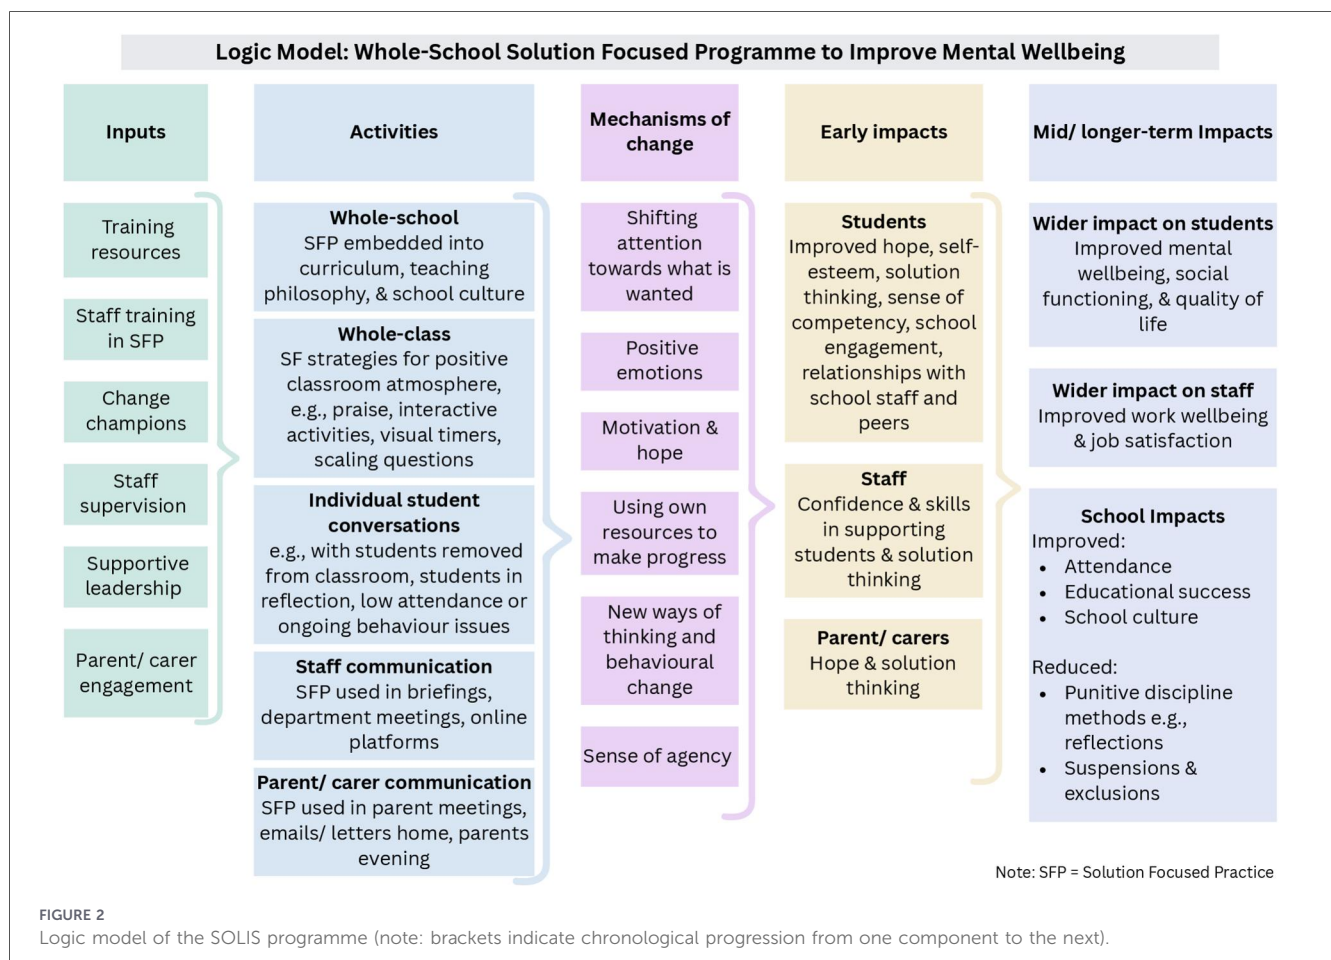 Logic Model: Whole-School Solution Focused Programme to Improve Mental Wellbeing
Inputs
Training
resources
Staff training
in SFP
Change
champions
Staff
supervision
Supportive
leadership
Parent/ carer
engagement
Activities
Whole-school
SFP embedded into
curriculum, teaching
philosophy, & school culture
Whole-class
SF strategies for positive
classroom atmosphere,
e.g., praise, interactive
activities, visual timers,
scaling questions
Individual student
conversations
e.g., with students removed
from classroom, students in
reflection, low attendance or
ongoing behaviour issues
Staff communication
SFP used in briefings,
department meetings, online
platforms
Parent/ carer communication
SFP used in parent meetings,
emails/ letters home, parents
evening
Mechanisms of
change
Shifting
attention
towards what is
wanted
Positive
emotions
Motivation &
hope
Using own
resources to
make progress
New ways of
thinking and
behavioural
change
Sense of agency
Early impacts
Students
Improved hope, self-
esteem, solution
thinking, sense of
competency, school
engagement,
relationships with
school staff and
peers
Staff
Confidence & skills
in supporting
students & solution
thinking
Parent/ carers
Hope & solution
thinking
Mid/ longer-term Impacts
Wider impact on students
Improved mental
wellbeing, social
functioning, & quality of
life
Wider impact on staff
Improved work wellbeing
& job satisfaction
School Impacts
Improved:
• Attendance
• Educational success
• School culture
Reduced:
• Punitive discipline
methods e.g.,
reflections
• Suspensions &
exclusions
Note: SFP = Solution Focused Practice
FIGURE 2
Logic model of the SOLIS programme (note: brackets indicate chronological progression from one component to the next).